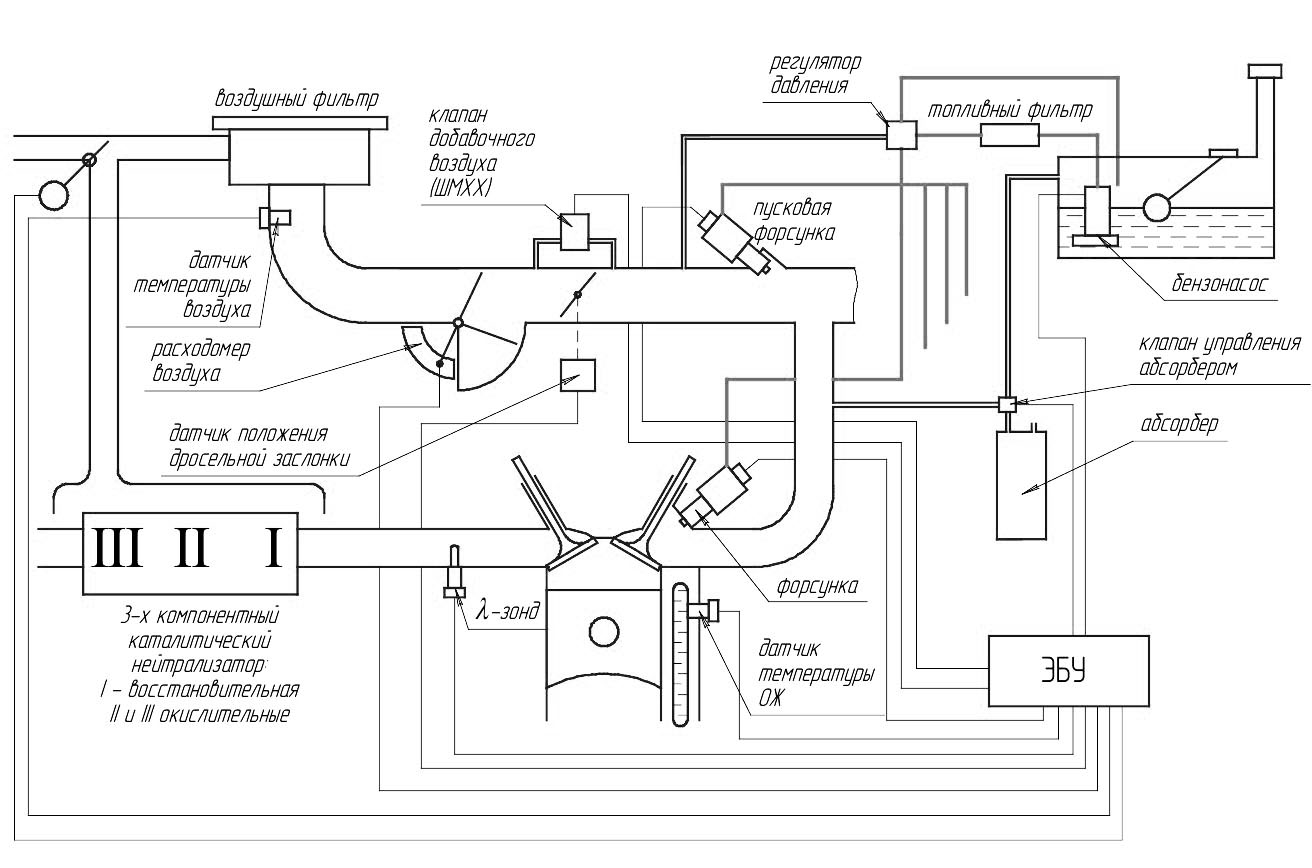 регулятор
давления
воздушный фильтр
топливный фильтр
клапан
добавочного
воздуха
(ШМХХ)
пусковая
форсунка
датчик
температуры
воздуха
бензонасос
расходомер
воздуха
клапан управления
абсорбером
абсорбер
датчик положения
дросельной заслонки
III II I
форсунка
λ-зонд
3-х компонентный
каталитический
нейтрализатор:
I - восстановительная
II и III окислительные
датчик
температуры
ОЖ
ЭБУ